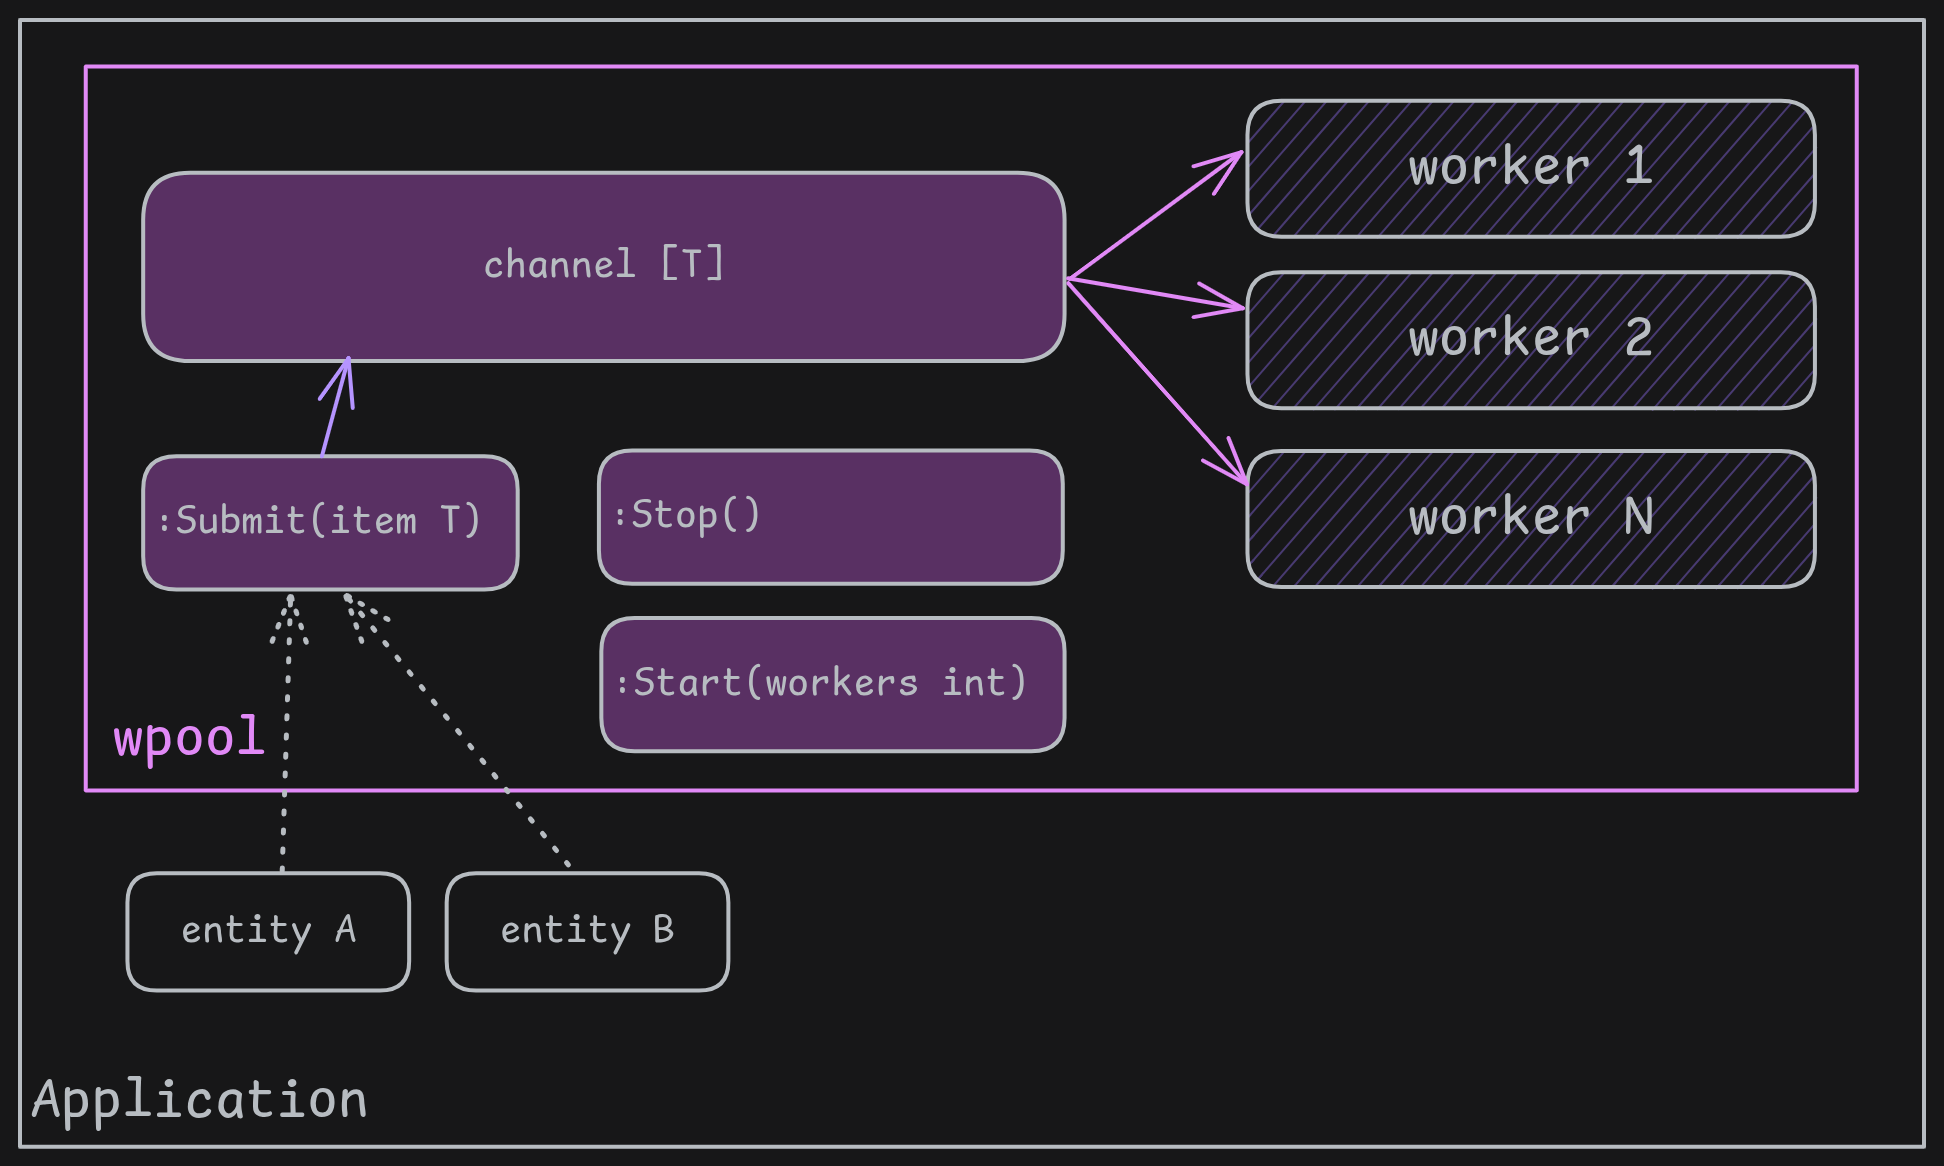 worker 1
channel [T]
worker 2
:Submit(item T)
:Stop()
worker N
:Start(workers int)
wpool
entity A
entity B
Application